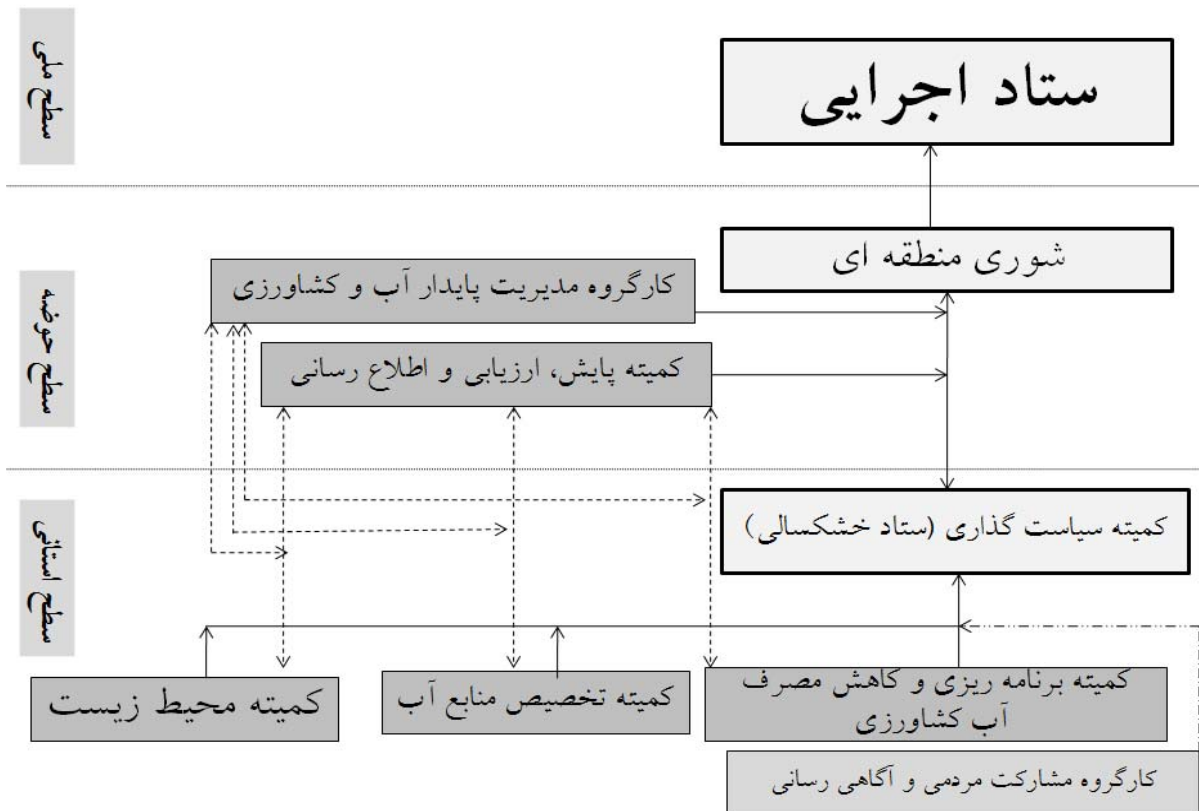 سطح ملی
ستاد اجرایی
سطح حوضه
شوری منطقه ای
کارگروه مدیریت پایدار آب و کشاورزی
کمیته پایش، ارزیابی و اطلاع رسانی
سطح استانی
کمیته سیاست گذاری (ستاد خشکسالی)
کمیته برنامه ریزی و کاهش مصرف
آب کشاورزی
کمیته تخصیص منابع آب
کمیته محیط زیست
کارگروه مشارکت مردمی و آگاهی رسانی